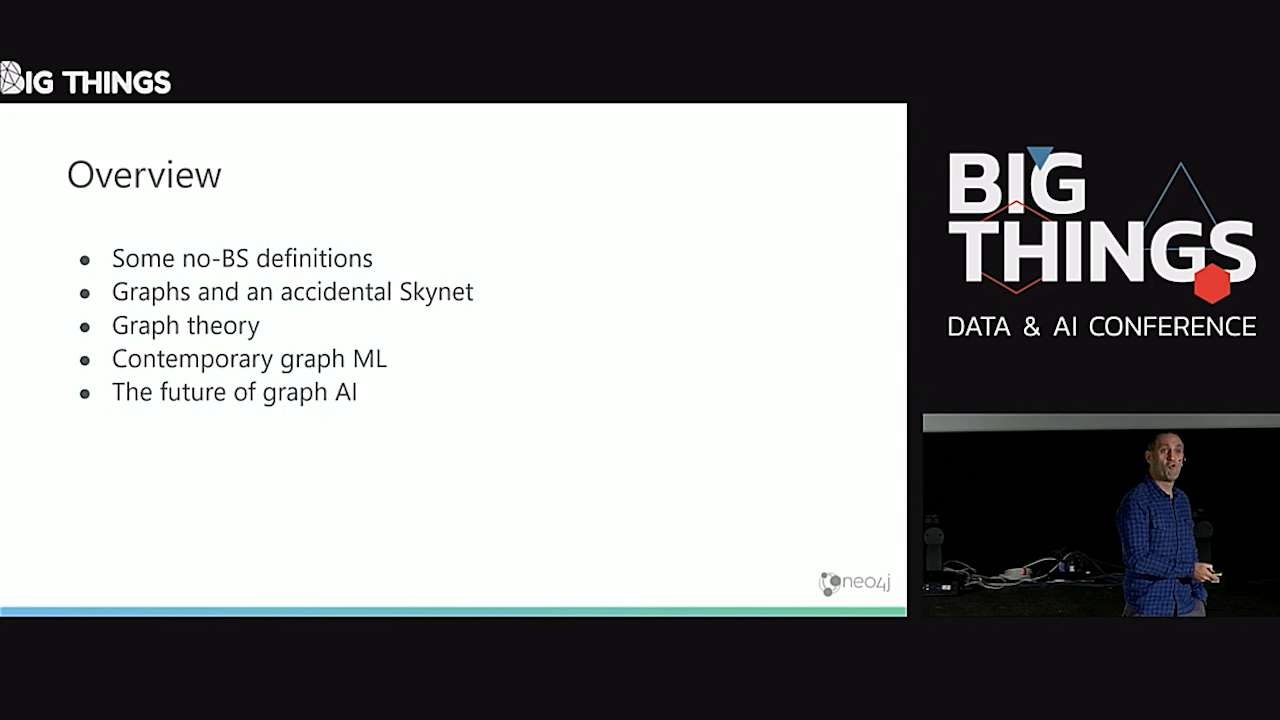 BIG THINGS
Overview
Some no-BS definitions
Graphs and an accidental Skynet
Graph theory
Contemporary graph ML
The future of graph AI
neo4j
BIG
THINGS
DATA & AI CONFERENCE